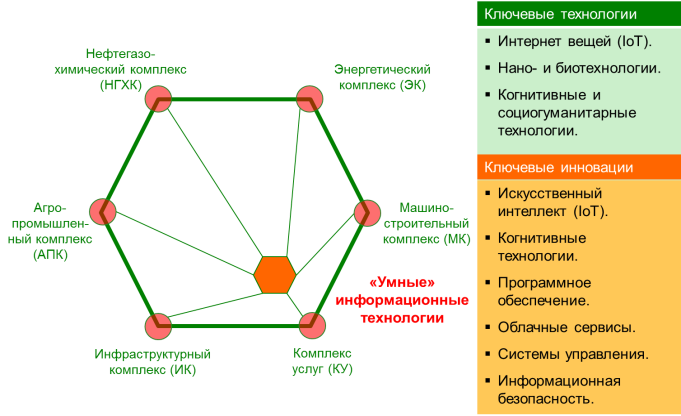 Нефтегазо-
химический комплекс
(НГХК)
Энергетический
комплекс (ЭК)
Агро-
промышлен-
ный комплекс
(АПК)
Машино-
строительный
комплекс (МК)
«Умные»
информационные
технологии
Инфраструктурный
комплекс (ИК)
Комплекс
услуг (КУ)
Ключевые технологии
▪ Интернет вещей (IoT).
▪ Нано- и биотехнологии.
▪ Когнитивные и
социогуманитарные
технологии.
Ключевые инновации
▪ Искусственный
интеллект (IoT).
▪ Когнитивные
технологии.
▪ Программное
обеспечение.
▪ Облачные сервисы.
▪ Системы управления.
▪ Информационная
безопасность.